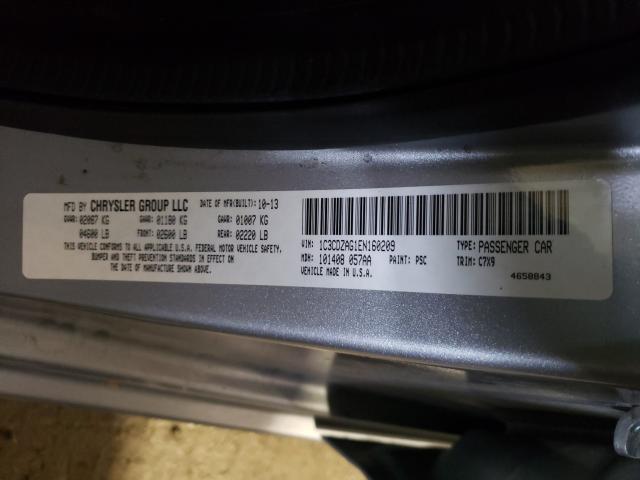 MFD BY CHRYSLER GROUP LLC DATE OF MFR(BUILT): 10-13
GVWR: 02087 KG GAWR: 01180 KG GAWR: 01007 KG
04600 LB FRONT: 02600 LB REAR: 02220 LB
THIS VEHICLE CONFORMS TO ALL APPLICABLE U.S.A. FEDERAL MOTOR VEHICLE SAFETY,
BUMPER AND THEFT PREVENTION STANDARDS IN EFFECT ON
THE DATE OF MANUFACTURE SHOWN ABOVE.
VIN: 1C3CDZAG1EN160209 TYPE: PASSENGER CAR
MDH: 101408 057AA PAINT: PSC TRIM: C7X9
VEHICLE MADE IN U.S.A. 4650843